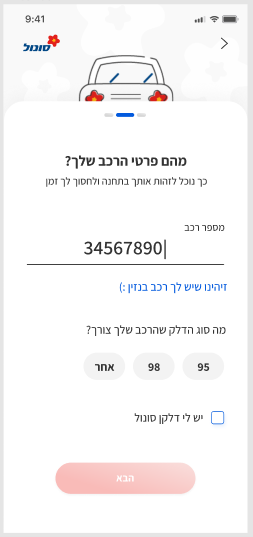 9:41
סונול
מהם פרטי הרכב שלך?
כך נוכל לזהות אותך בתחנה ולחסוך לך זמן
מספר רכב
34567890
זיהינו שיש לך רכב בנזין :)
מה סוג הדלק שהרכב שלך צורך?
95
98
אחר
יש לי דלקן סונול
הבא